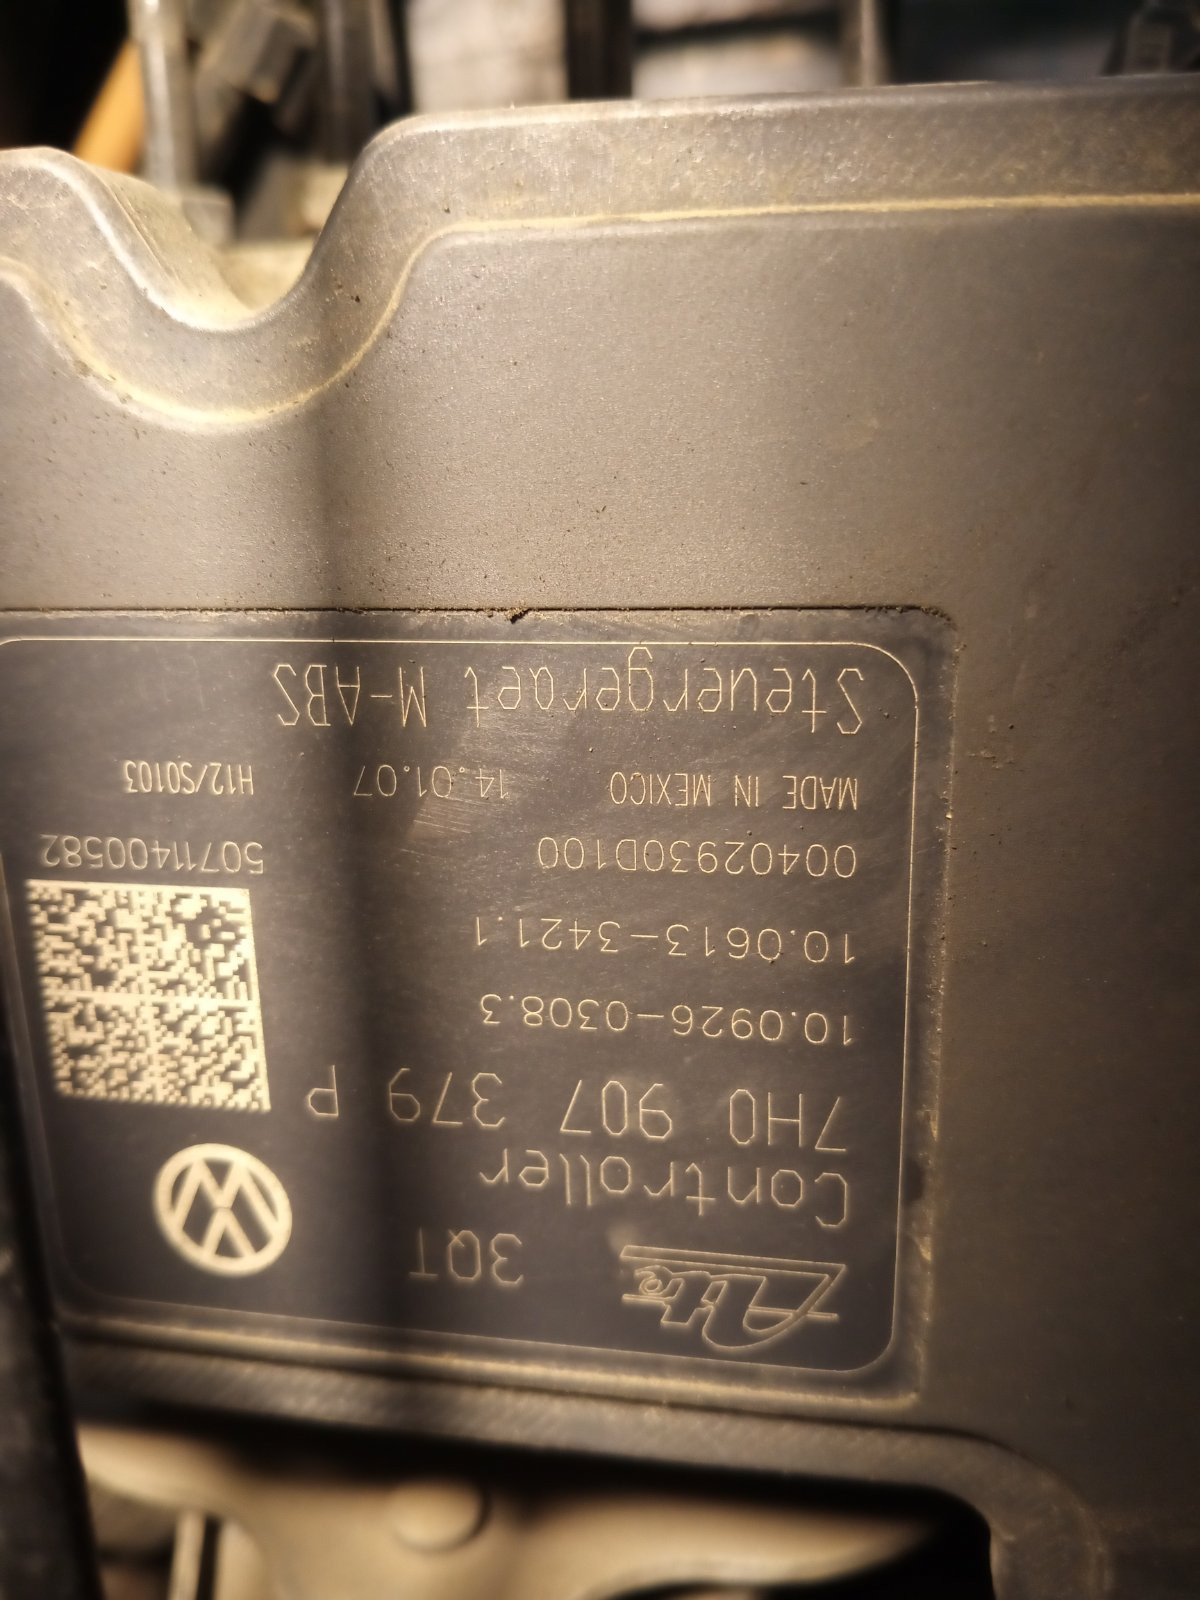 Ate 3QT
Controller
7H0 907 379 P
10.0926-0308.3
10.0613-3421.1
00402930D100
50711400582
MADE IN MEXICO 14.01.07 H12/S0103
Steuergeraet M-ABS